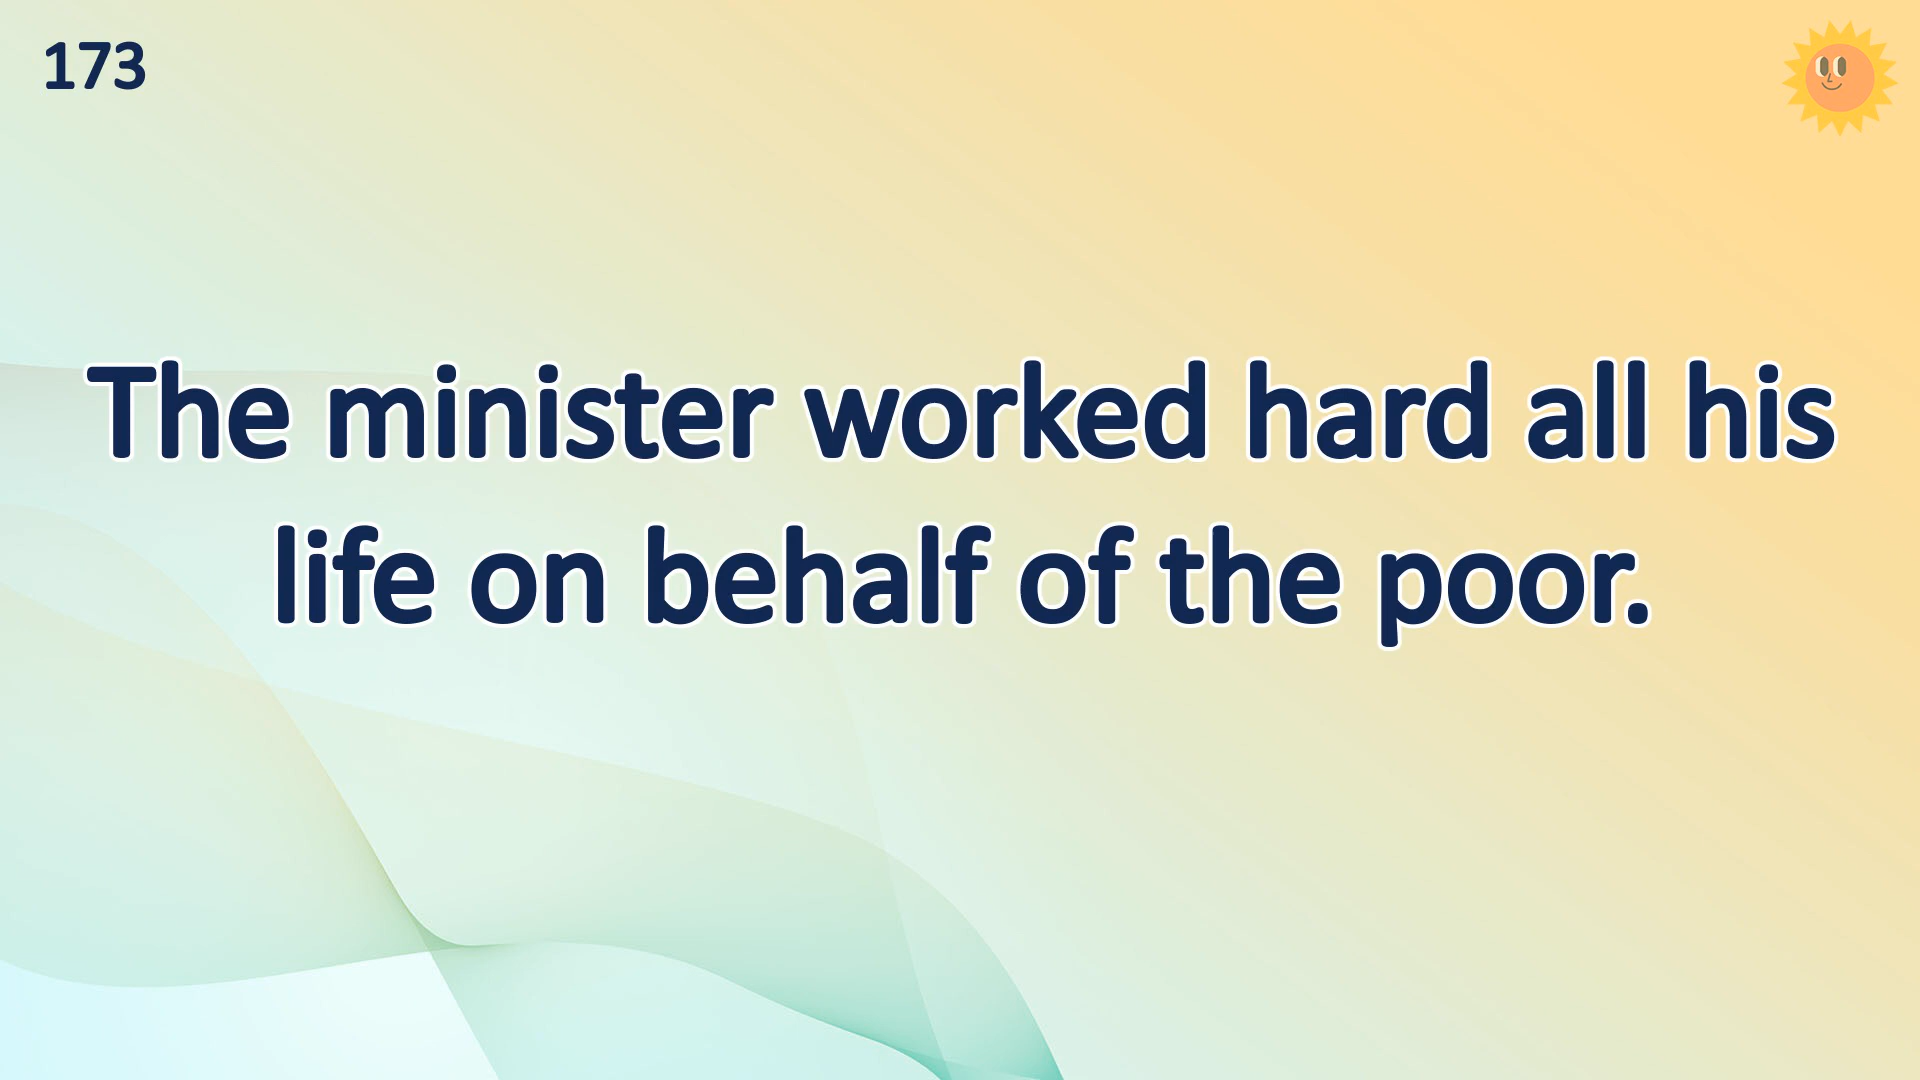 173
The minister worked hard all his
life on behalf of the poor.